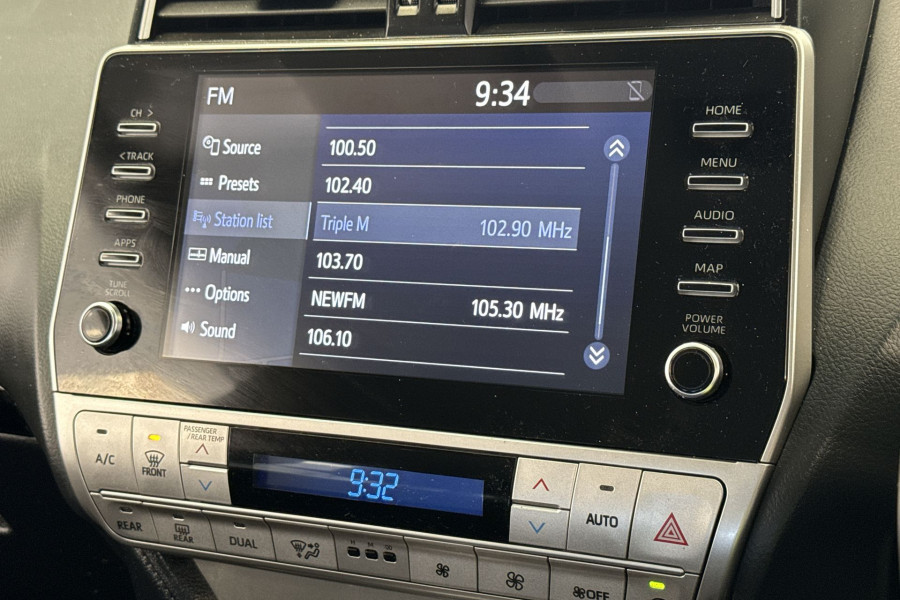 FM
9:34
Source
Presets
Station list
Manual
Options
Sound
100.50
102.40
Triple M 102.90 MHz
103.70
NEWFM 105.30 MHz
106.10
CH >
< TRACK
PHONE
APPS
TUNE
SCROLL
HOME
MENU
AUDIO
MAP
POWER
VOLUME
A/C
FRONT
PASSENGER
/REAR TEMP
9:32
AUTO
REAR
REAR
DUAL
H M
OFF